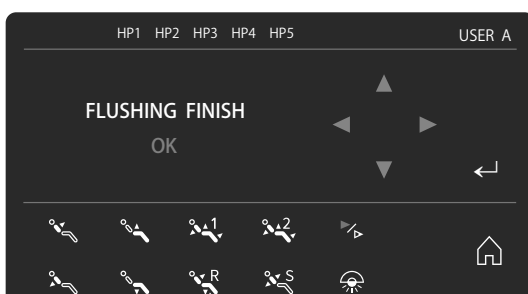 HP1 HP2 HP3 HP4 HP5 USER A
FLUSHING FINISH
OK
1 2
R S